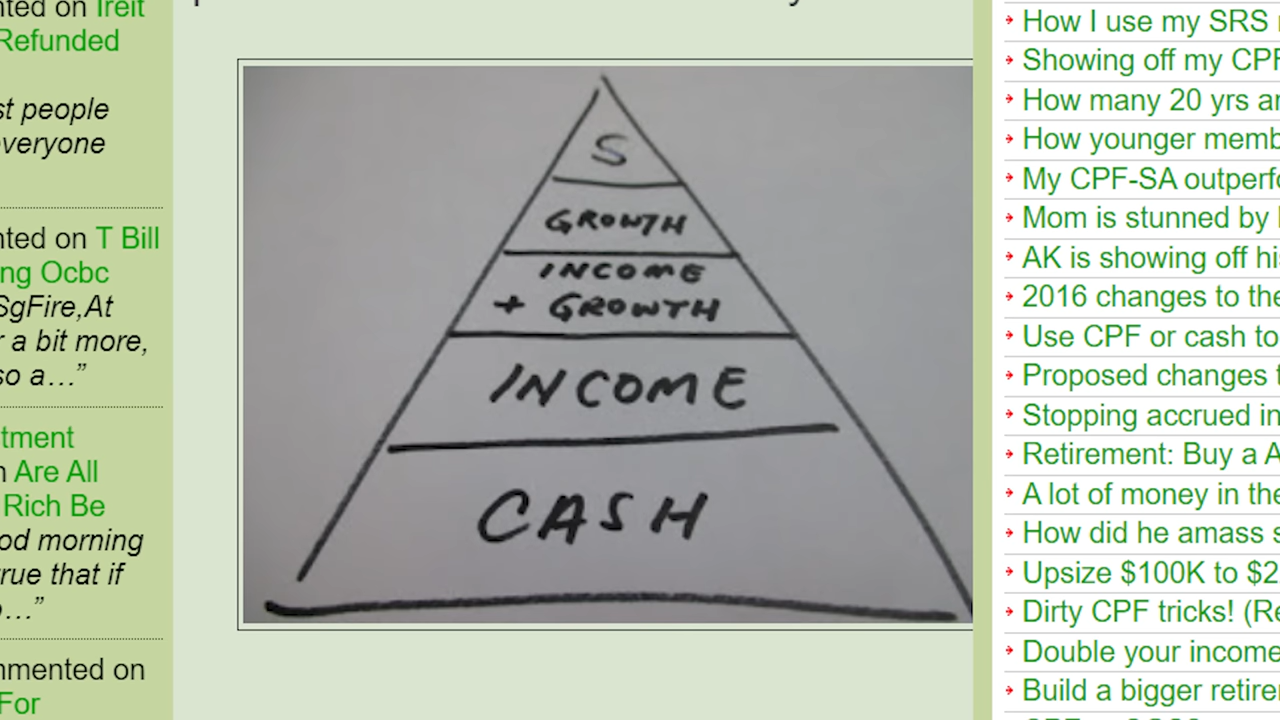 nted on Ireit
Refunded
st people
everyone
nted on T Bill
ng Ocbc
SgFire,At
r a bit more,
so a…”
tment
n Are All
Rich Be
od morning
rue that if
o…”
mmented on
For
S
GROWTH
INCOME
+ GROWTH
INCOME
CASH
How I use my SRS
Showing off my CPF
How many 20 yrs ar
How younger memb
My CPF-SA outperfo
Mom is stunned by
AK is showing off hi
2016 changes to the
Use CPF or cash to
Proposed changes t
Stopping accrued in
Retirement: Buy a A
A lot of money in the
How did he amass s
Upsize $100K to $2
Dirty CPF tricks! (Re
Double your income
Build a bigger retire